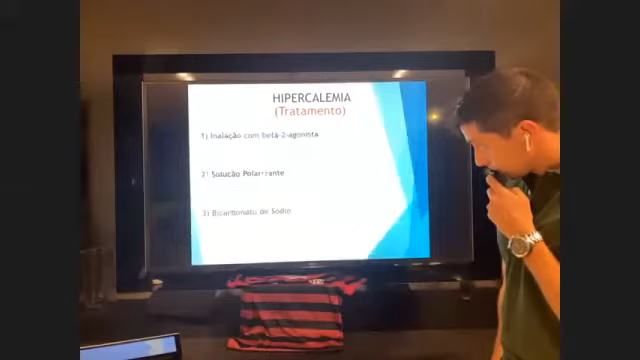 HIPERCALEMIA
(Tratamento)
1) Inalação com beta-2-agonista
2) Solução Polarizante
3) Bicarbonato de Sódio